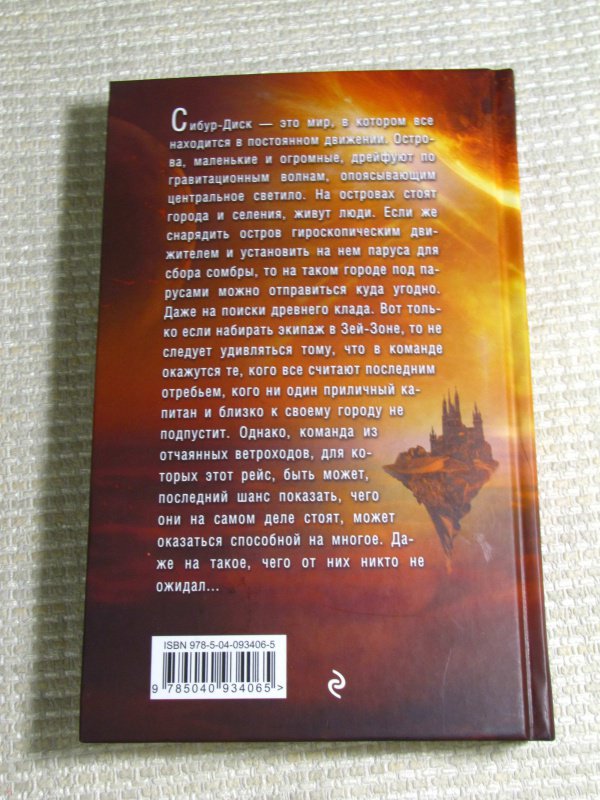 Сибур-Диск — это мир, в котором все
находится в постоянном движении. Остро-
ва, маленькие и огромные, дрейфуют по
гравитационным волнам, опоясывающим
центральное светило. На островах стоят
города и селения, живут люди. Если же
снарядить остров гироскопическим дви-
жителем и установить на нем паруса для
сбора сомбры, то на таком городе под па-
русами можно отправиться куда угодно.
Даже на поиски древнего клада. Вот толь-
ко если набирать экипаж в Зей-Зоне, то не
следует удивляться тому, что в команде
окажутся те, кого все считают последним
отребьем, кого ни один приличный ка-
питан и близко к своему городу не
подпустит. Однако, команда из
отчаянных ветроходов, для ко-
торых этот рейс, быть может,
последний шанс показать, чего
они на самом деле стоят, может
оказаться способной на многое. Да-
же на такое, чего от них никто не
ожидал...
ISBN 978-5-04-093406-5
9 785040 934065>